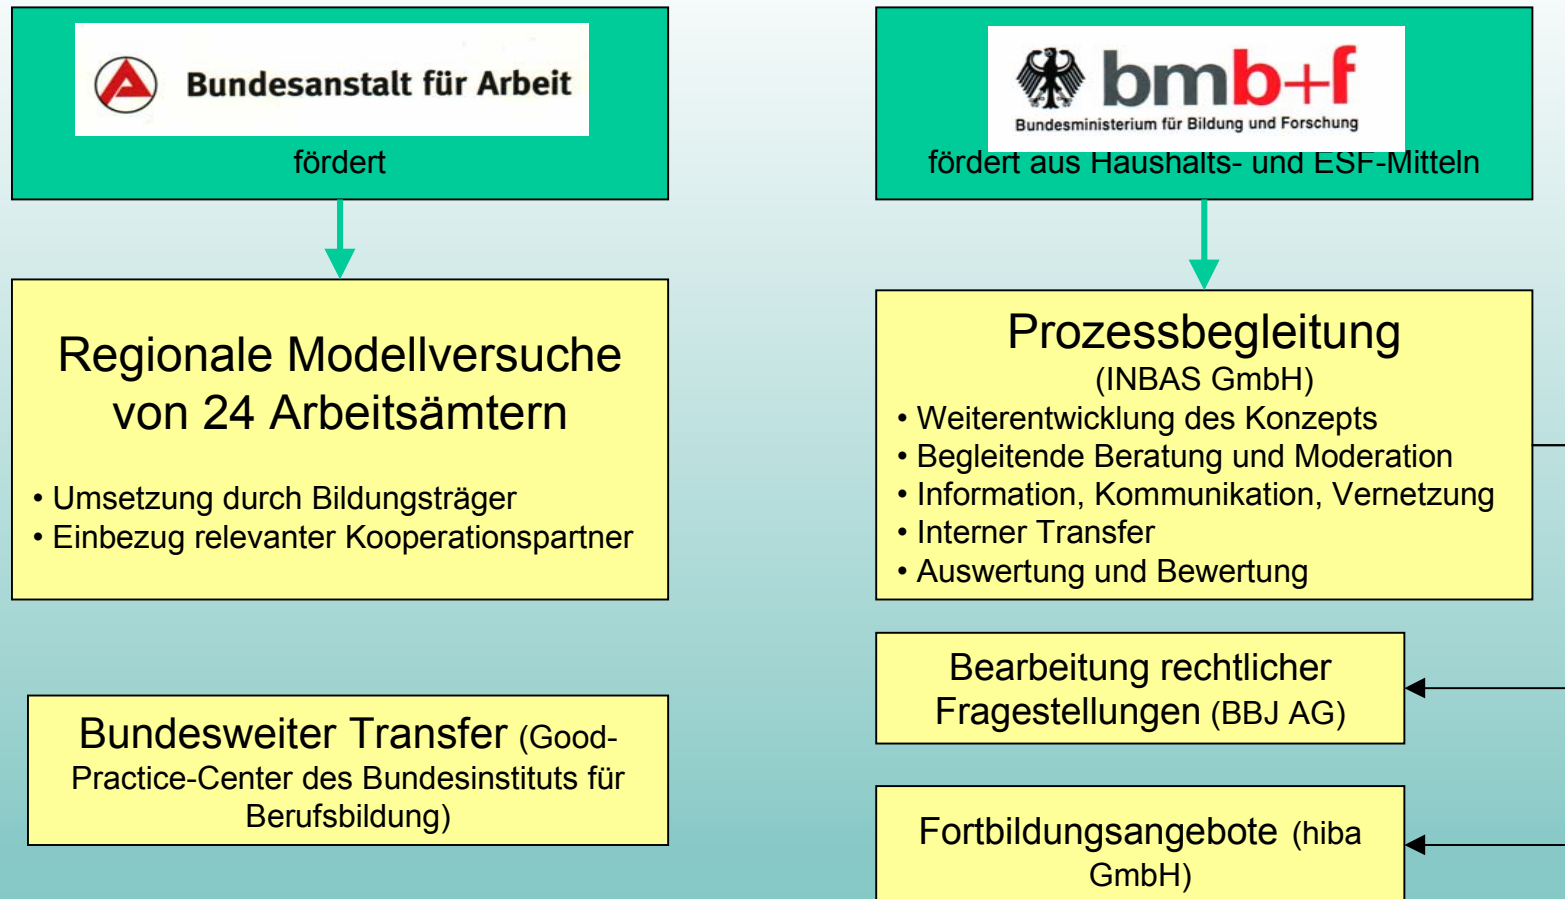 Bundesanstalt für Arbeit
fördert
Regionale Modellversuche
von 24 Arbeitsämtern
• Umsetzung durch Bildungsträger
• Einbezug relevanter Kooperationspartner
Bundesweiter Transfer (Good-
Practice-Center des Bundesinstituts für
Berufsbildung)
bmb+f
Bundesministerium für Bildung und Forschung
fördert aus Haushalts- und ESF-Mitteln
Prozessbegleitung
(INBAS GmbH)
• Weiterentwicklung des Konzepts
• Begleitende Beratung und Moderation
• Information, Kommunikation, Vernetzung
• Interner Transfer
• Auswertung und Bewertung
Bearbeitung rechtlicher
Fragestellungen (BBJ AG)
Fortbildungsangebote (hiba
GmbH)